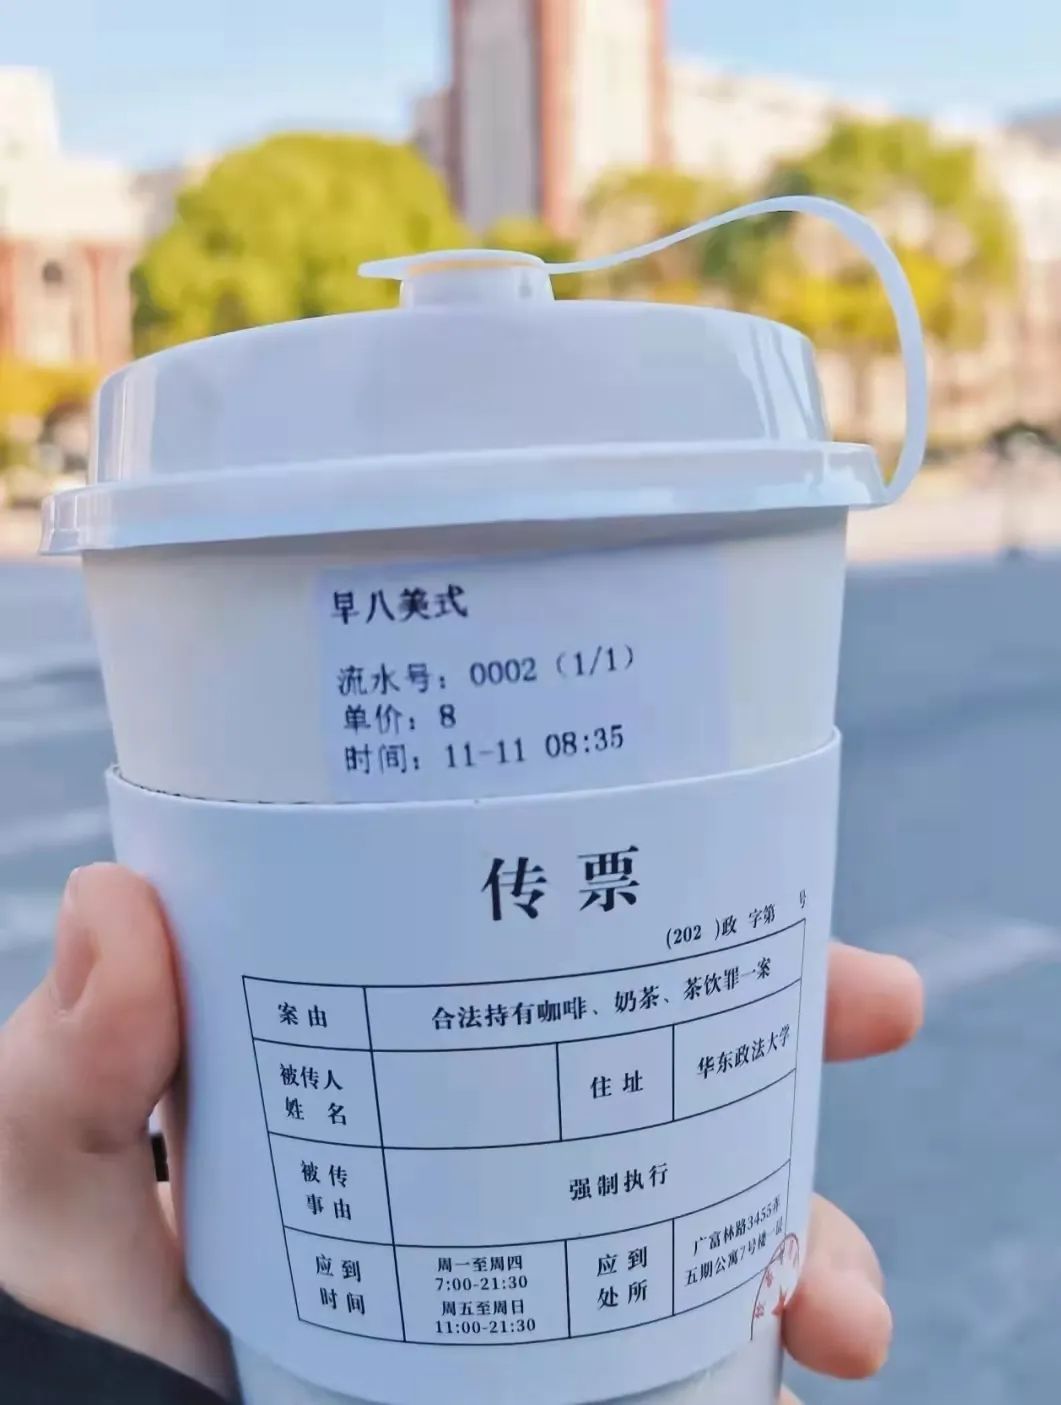 早八美式
流水号：0002（1/1）
单价：8
时间：11-11 08:35
传票
(202 )政 字第 号
案由
合法持有咖啡、奶茶、茶饮罪一案
被传人
姓名
住址
华东政法大学
被传
事由
强制执行
应到
时间
周一至周四
7:00-21:30
周五至周日
11:00-21:30
应到
处所
广富林路3455弄
五期公寓7号楼一层